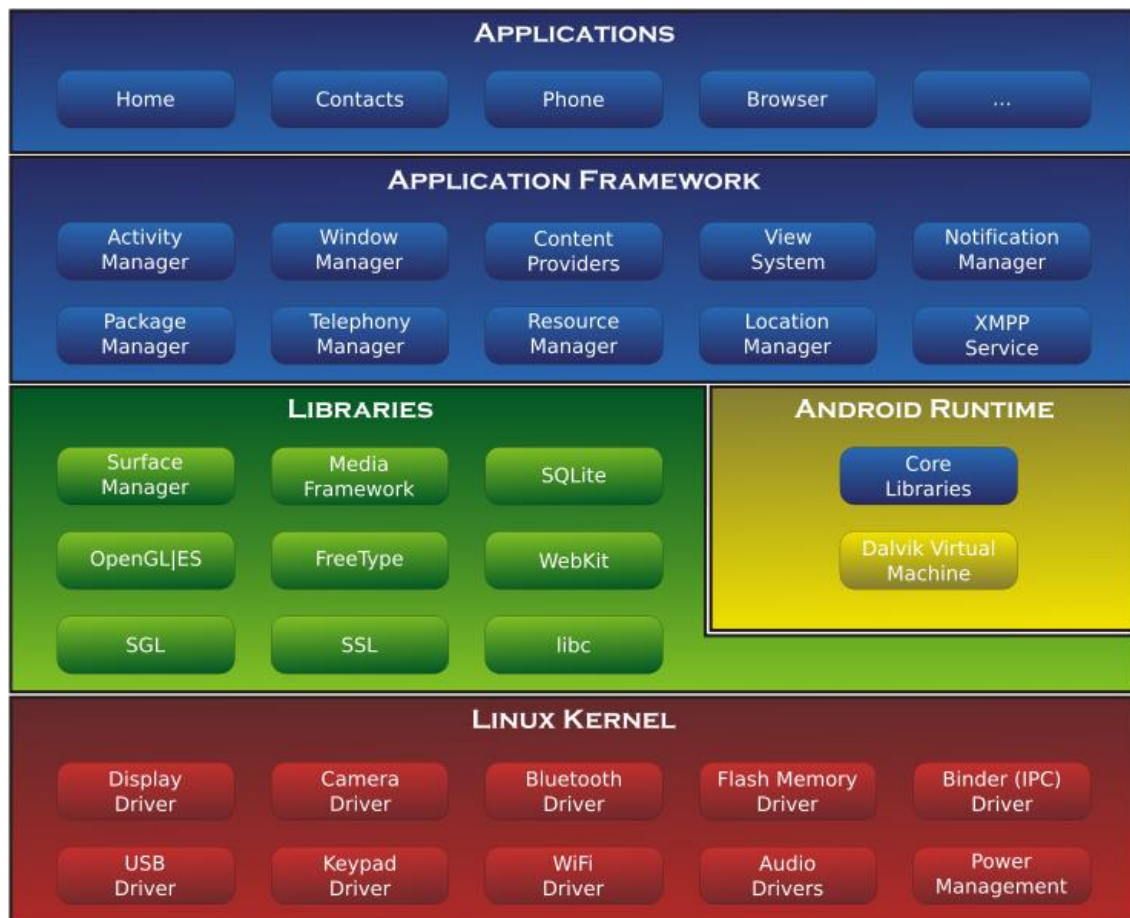 APPLICATIONS
Home
Contacts
Phone
Browser
...
APPLICATION FRAMEWORK
Activity
Manager
Window
Manager
Content
Providers
View
System
Notification
Manager
Package
Manager
Telephony
Manager
Resource
Manager
Location
Manager
XMPP
Service
LIBRARIES
Surface
Manager
Media
Framework
SQLite
OpenGL|ES
FreeType
WebKit
SGL
SSL
libc
ANDROID RUNTIME
Core
Libraries
Dalvik Virtual
Machine
LINUX KERNEL
Display
Driver
Camera
Driver
Bluetooth
Driver
Flash Memory
Driver
Binder (IPC)
Driver
USB
Driver
Keypad
Driver
WiFi
Driver
Audio
Drivers
Power
Management